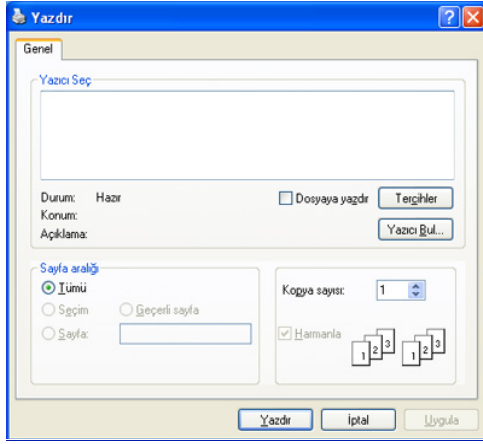 Yazdır
Genel
Yazıcı Seç
Durum: Hazır
Konum:
Açıklama:
Dosyaya yazdır
Tercihler
Yazıcı Bul...
Sayfa aralığı
Tümü
Seçim
Geçerli sayfa
Sayfa:
Kopya sayısı: 1
Harmanla
1 2 3 1 2 3
Yazdır İptal Uygula